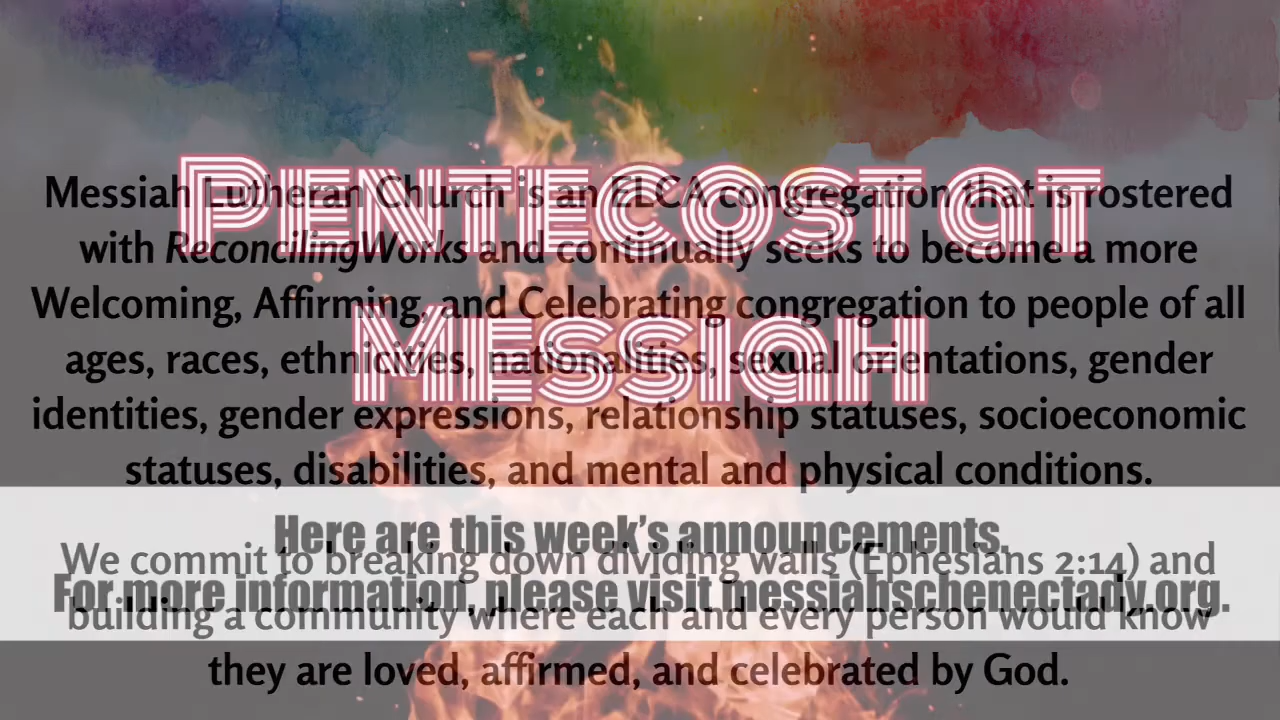 Pentecost at
Messiah
Messiah Lutheran Church is an ELCA congregation that is rostered
with ReconcilingWorks and continually seeks to become a more
Welcoming, Affirming, and Celebrating congregation to people of all
ages, races, ethnicities, nationalities, sexual orientations, gender
identities, gender expressions, relationship statuses, socioeconomic
statuses, disabilities, and mental and physical conditions.
Here are this week's announcements.
For more information, please visit messiahschenectady.org.
We commit to breaking down dividing walls (Ephesians 2:14) and
building a community where each and every person would know
they are loved, affirmed, and celebrated by God.